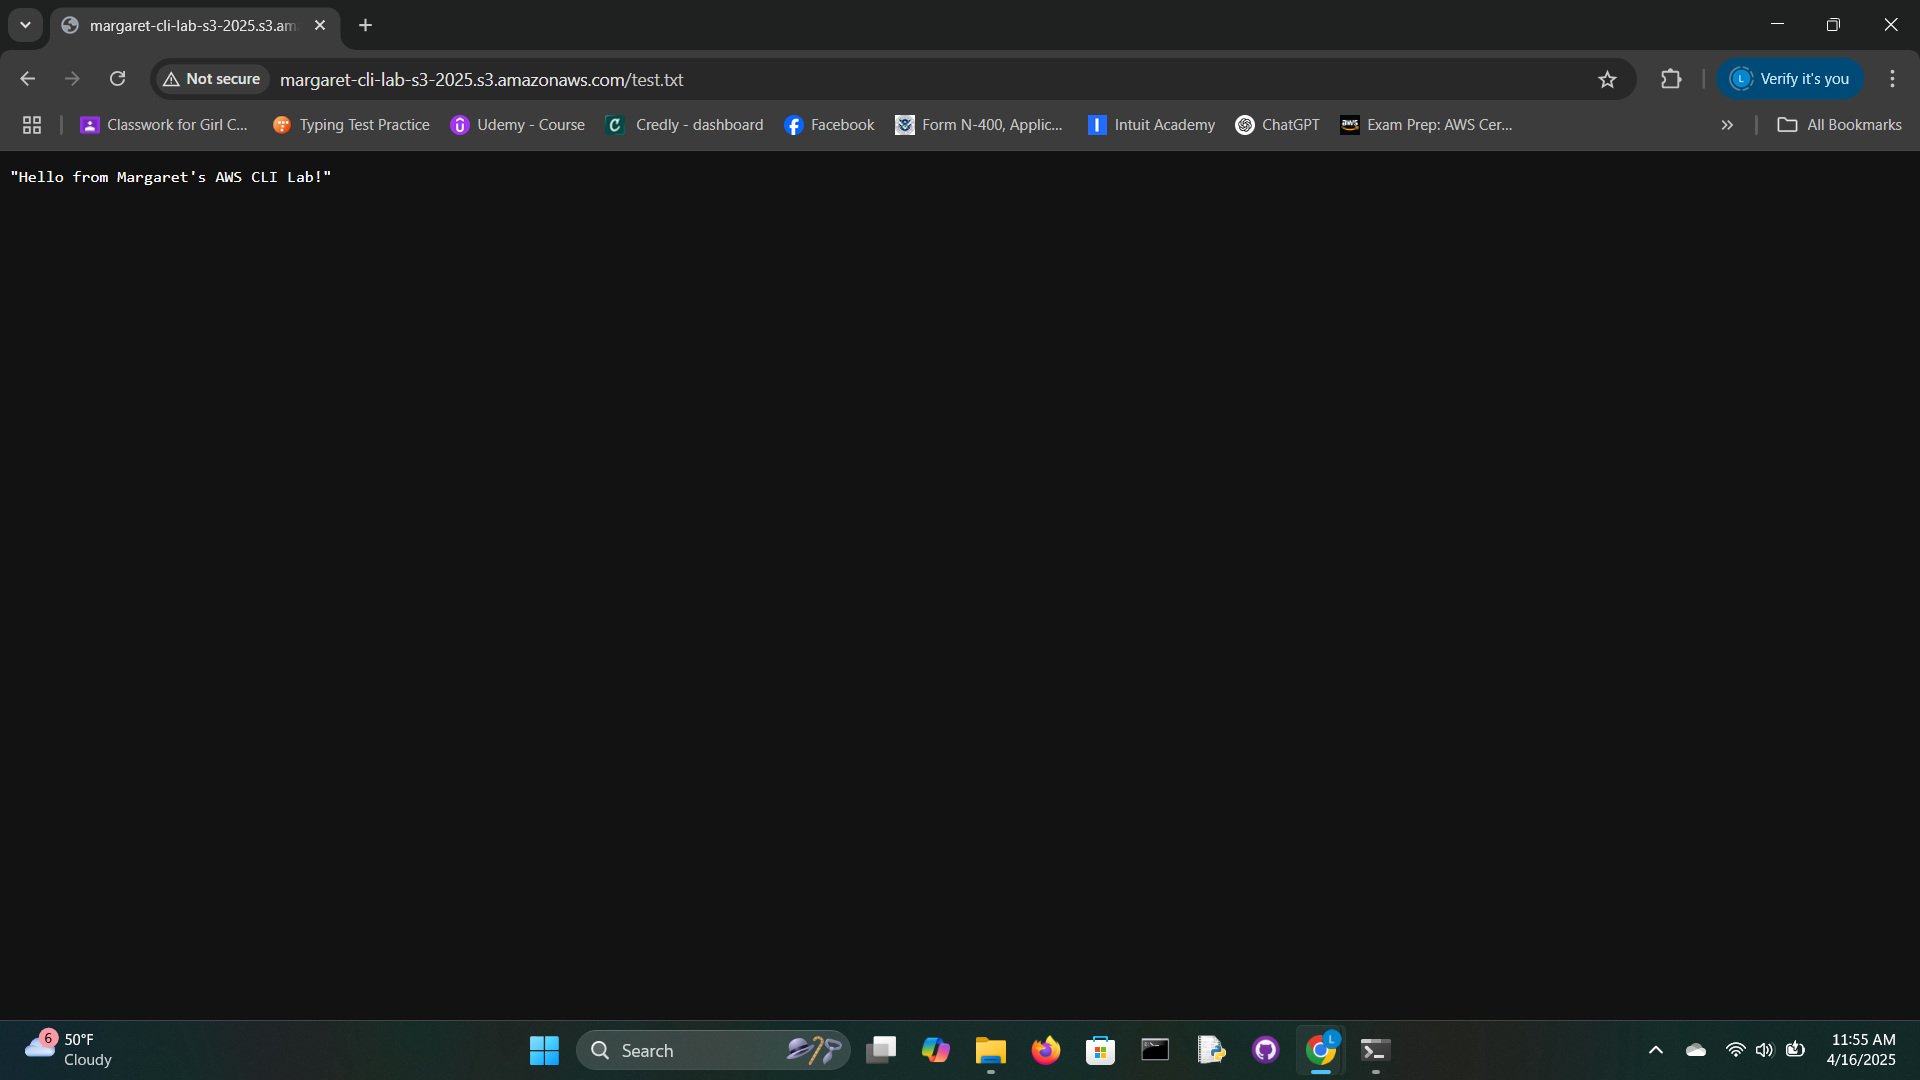 margaret-cli-lab-s3-2025.s3.am
Not secure
margaret-cli-lab-s3-2025.s3.amazonaws.com/test.txt
L
Verify it's you
Classwork for Girl C...
Typing Test Practice
Udemy - Course
Credly - dashboard
Facebook
Form N-400, Applic...
Intuit Academy
ChatGPT
aws
Exam Prep: AWS Cer...
»
All Bookmarks
"Hello from Margaret's AWS CLI Lab!"
6
50°F
Cloudy
Search
L
11:55 AM
4/16/2025